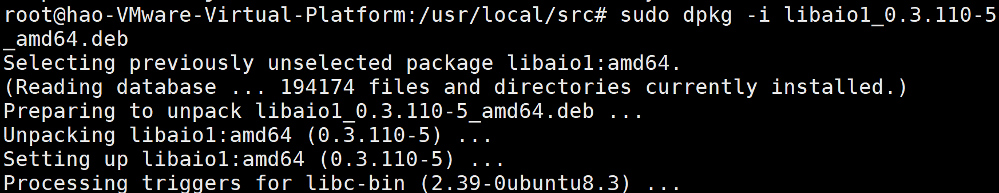 root@hao-VMware-Virtual-Platform:/usr/local/src# sudo dpkg -i libaio1_0.3.110-5
_amd64.deb
Selecting previously unselected package libaio1:amd64.
(Reading database ... 194174 files and directories currently installed.)
Preparing to unpack libaio1_0.3.110-5_amd64.deb ...
Unpacking libaio1:amd64 (0.3.110-5) ...
Setting up libaio1:amd64 (0.3.110-5) ...
Processing triggers for libc-bin (2.39-0ubuntu8.3) ...